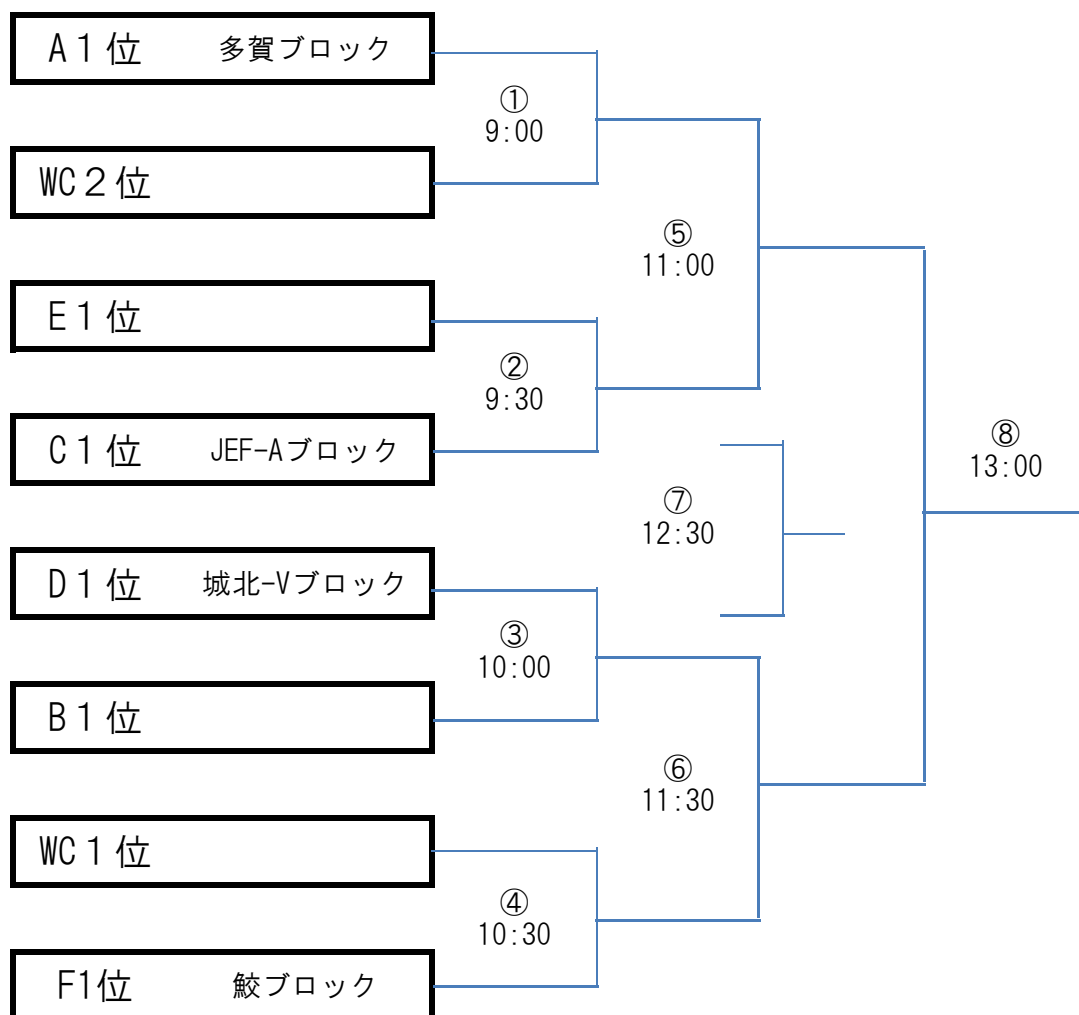 A１位 多賀ブロック
①
9:00
WC２位
⑤
11:00
E１位
②
9:30
C１位 JEF-Aブロック
⑧
13:00
⑦
12:30
D１位 城北-Vブロック
③
10:00
B１位
⑥
11:30
WC１位
④
10:30
F1位 鮫ブロック